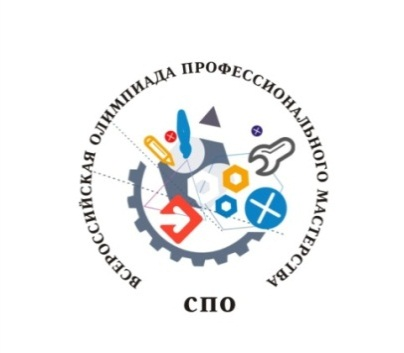 ВСЕРОССИЙСКАЯ ОЛИМПИАДА ПРОФЕССИОНАЛЬНОГО МАСТЕРСТВА
СПО